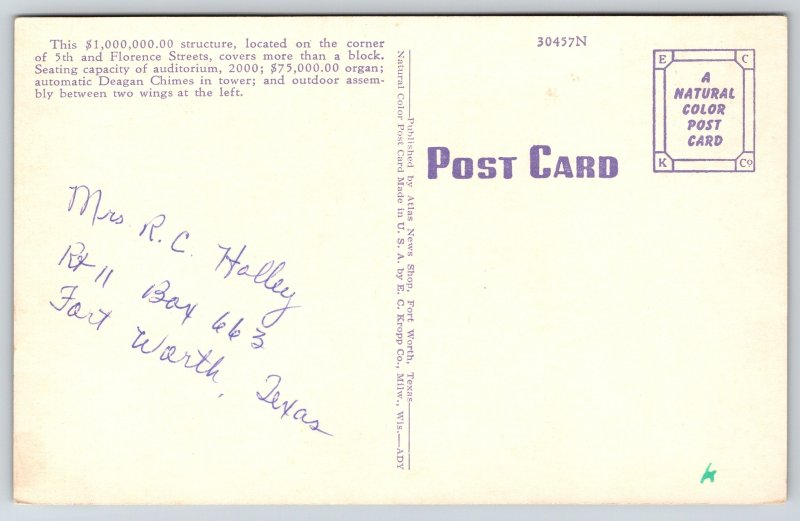 This $1,000,000.00 structure, located on the corner
of 5th and Florence Streets, covers more than a block.
Seating capacity of auditorium, 2000; $75,000.00 organ;
automatic Deagan Chimes in tower; and outdoor assem-
bly between two wings at the left.
Mrs. R. C. Holley
Rt 11 Box 663
Fort Worth, Texas
Published by Atlas News Shop, Fort Worth, Texas
Natural Color Post Card Made in U. S. A. by E. C. Kropp Co., Milw., Wis.—ADY
30457N
POST CARD
E C
A
NATURAL
COLOR
POST
CARD
K Co